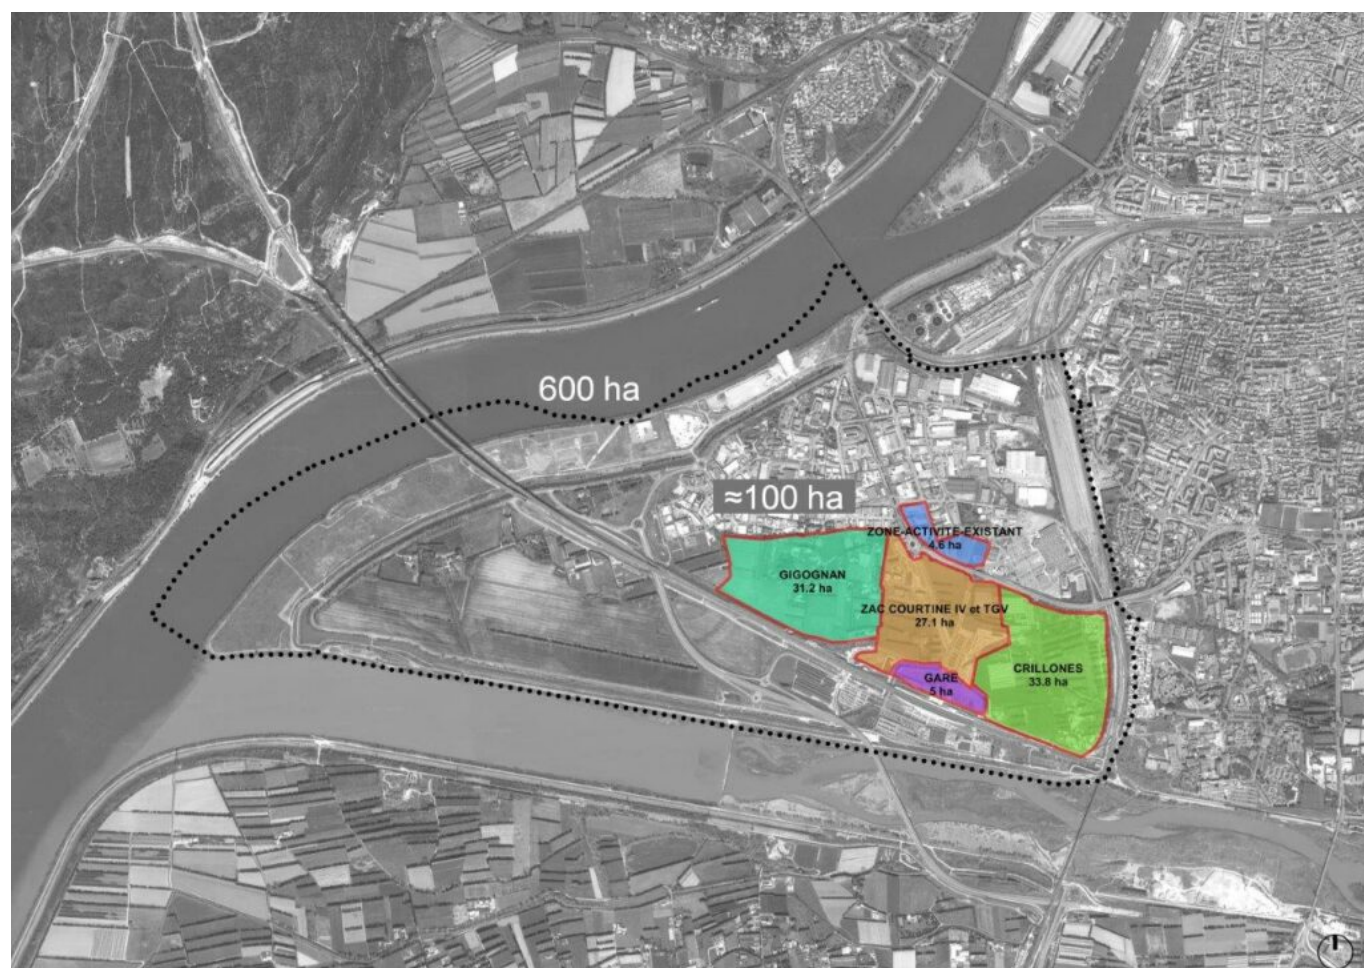 600 ha
≈100 ha
ZONE-ACTIVITE-EXISTANT
4.6 ha
GIGOGNAN
31.2 ha
ZAC COURTINE IV et TGV
27.1 ha
CRILLONES
33.8 ha
GARE
5 ha